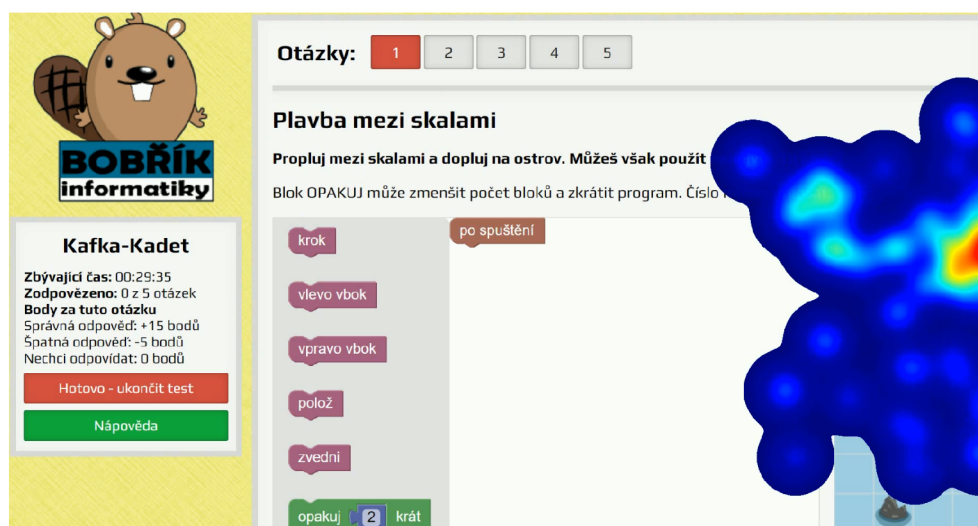 Otázky: 1 2 3 4 5
BOBŘÍK
informatiky
Plavba mezi skalami
Propluj mezi skalami a dopluj na ostrov. Můžeš však použít
Blok OPAKUJ může zmenšit počet bloků a zkrátit program. Číslo
Kafka-Kadet
Zbývající čas: 00:29:35
Zodpovězeno: 0 z 5 otázek
Body za tuto otázku
Správná odpověď: +15 bodů
Špatná odpověď: -5 bodů
Nechci odpovídat: 0 bodů
Hotovo - ukončit test
Nápověda
krok
vlevo vbok
vpravo vbok
polož
zvedni
opakuj 2 krát
po spuštění